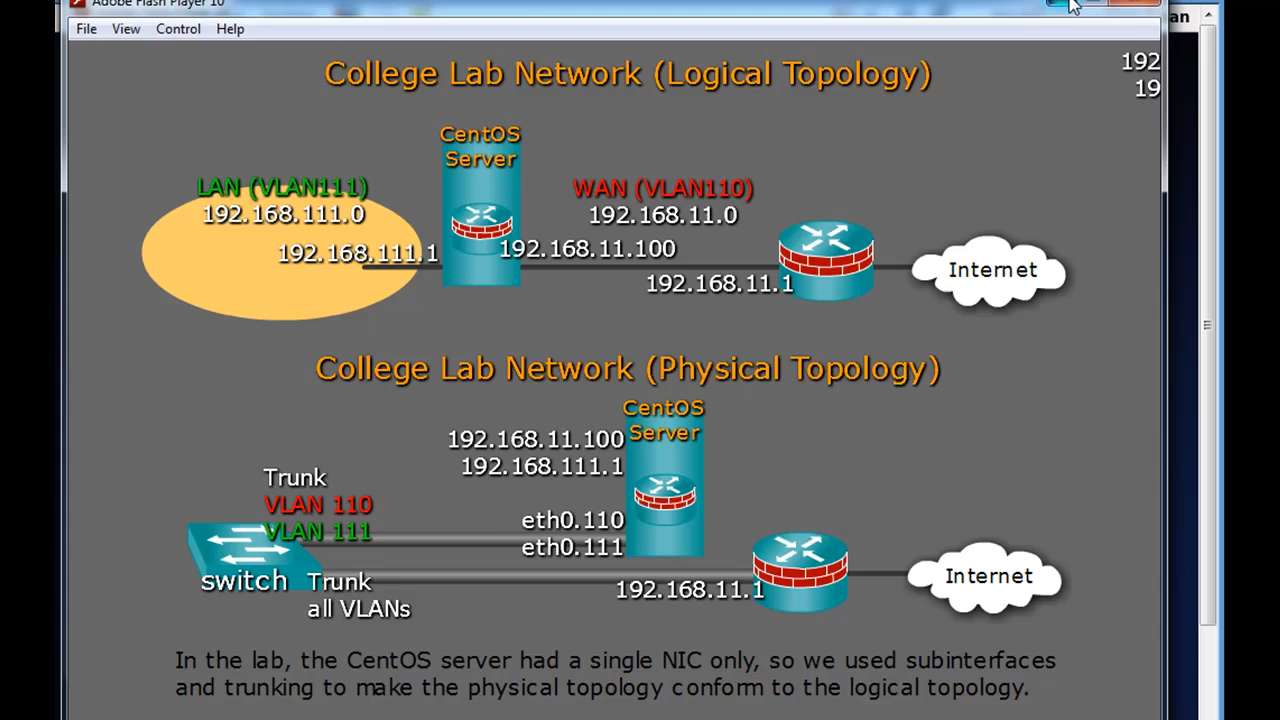 Adobe Flash Player 10
File View Control Help
an
College Lab Network (Logical Topology)
192
19
CentOS
Server
LAN (VLAN111)
192.168.111.0
192.168.111.1
WAN (VLAN110)
192.168.11.0
192.168.11.100
192.168.11.1
Internet
College Lab Network (Physical Topology)
CentOS
Server
192.168.11.100
192.168.111.1
Trunk
VLAN 110
VLAN 111
eth0.110
eth0.111
switch
Trunk
all VLANs
192.168.11.1
Internet
In the lab, the CentOS server had a single NIC only, so we used subinterfaces
and trunking to make the physical topology conform to the logical topology.